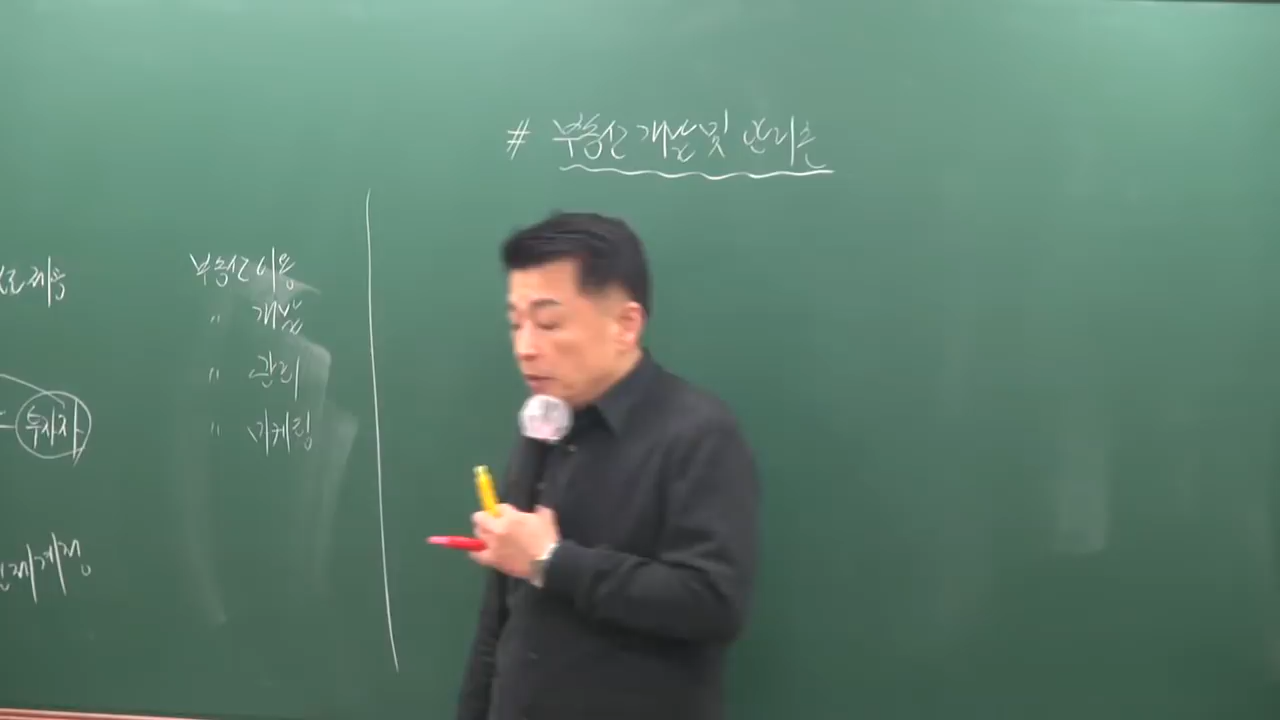 # 부동산 개발 및 관리론
부동산 이용
〃 개발
〃 관리
〃 마케팅
투자자